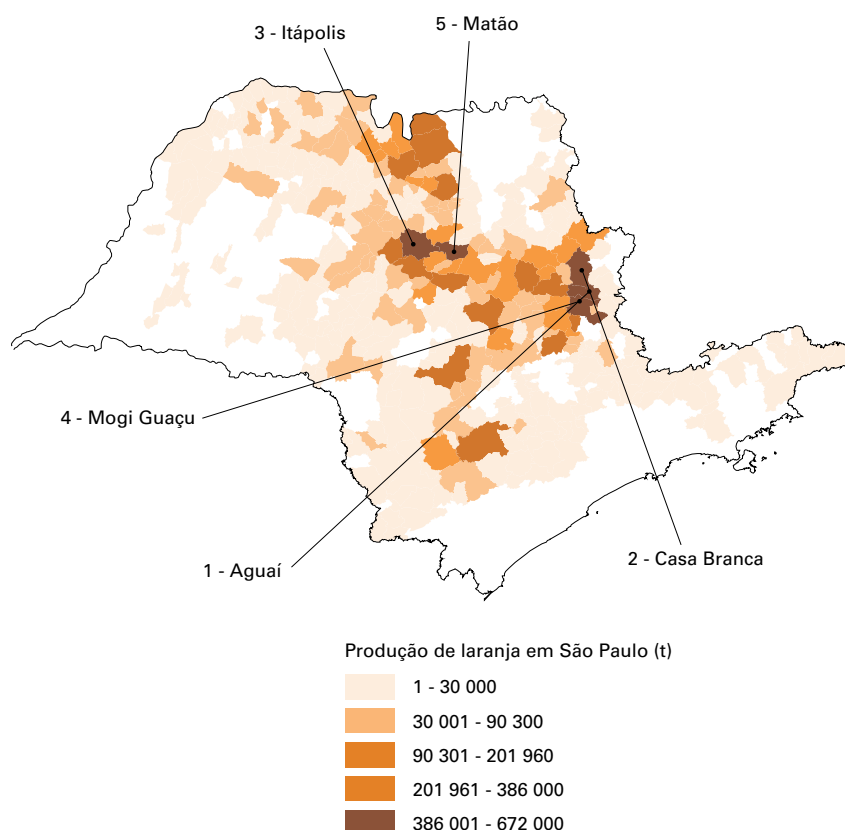 5 - Matão
3 - Itápolis
4 - Mogi Guaçu
2 - Casa Branca
1 - Aguaí
Produção de laranja em São Paulo (t)
1 - 30 000
30 001 - 90 300
90 301 - 201 960
201 961 - 386 000
386 001 - 672 000